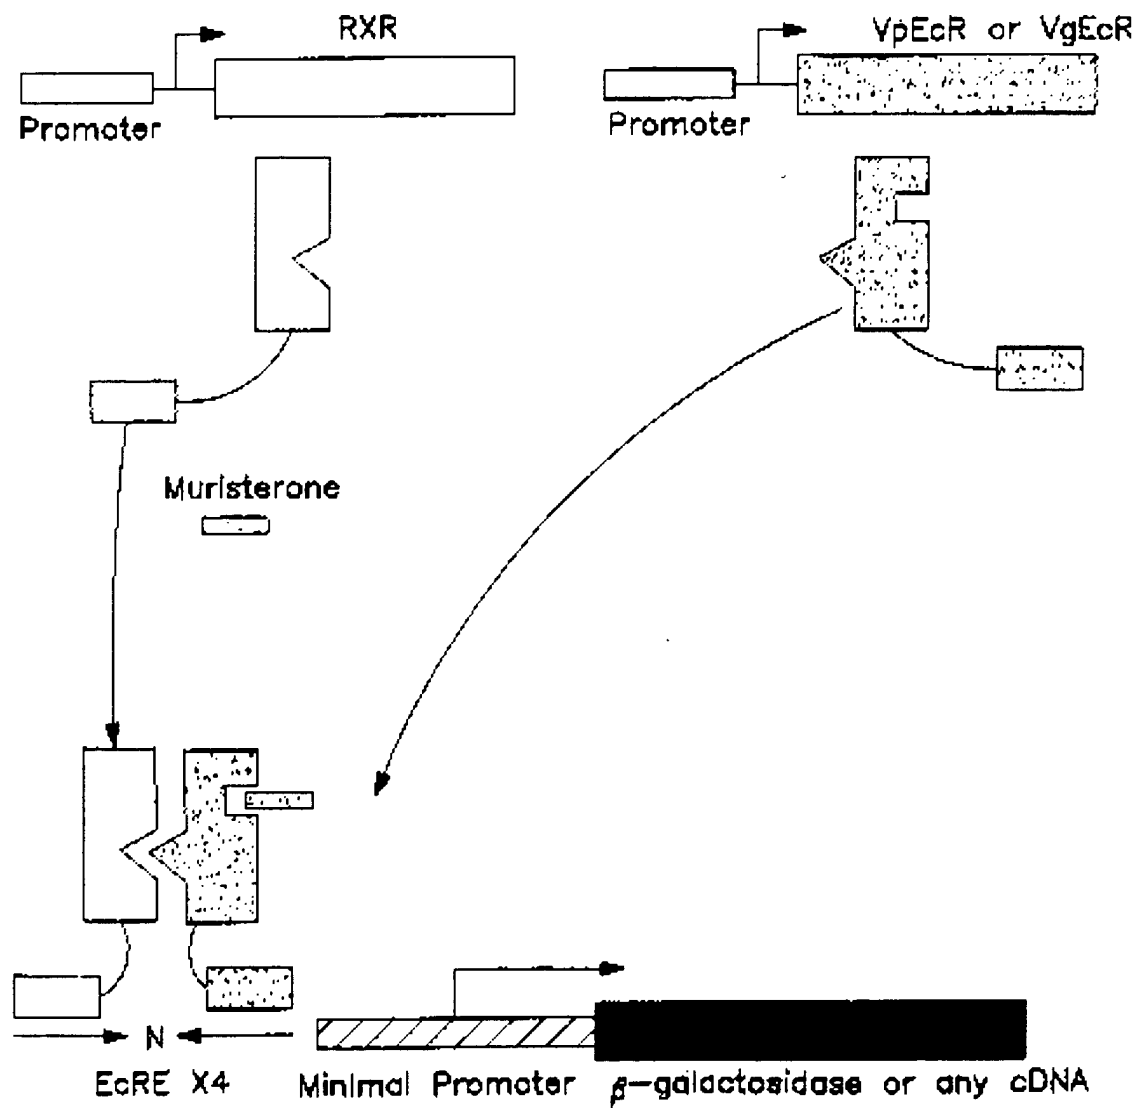 RXR
VpEcR or VgEcR
Promoter
Promoter
Muristerone
N
EcRE X4
Minimal Promoter
β-galactosidase or any cDNA